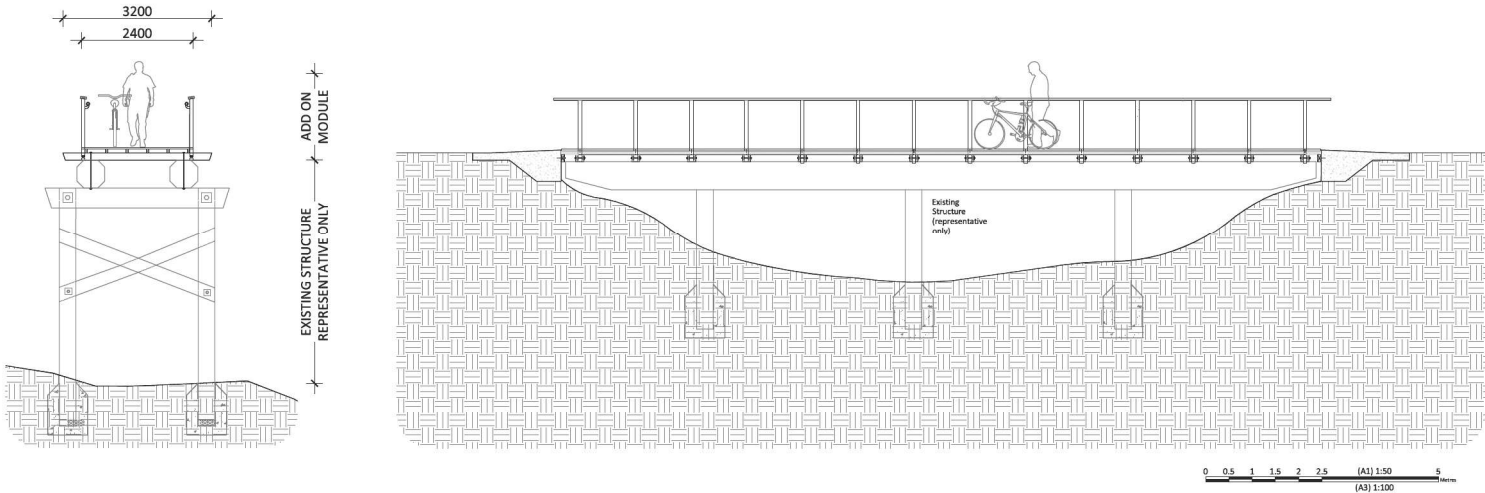 3200
2400
ADD ON
MODULE
EXISTING STRUCTURE
REPRESENTATIVE ONLY
Existing
Structure
(representative
only)
0 0.5 1 1.5 2 2.5 (A1) 1:50 5
Metres
(A3) 1:100